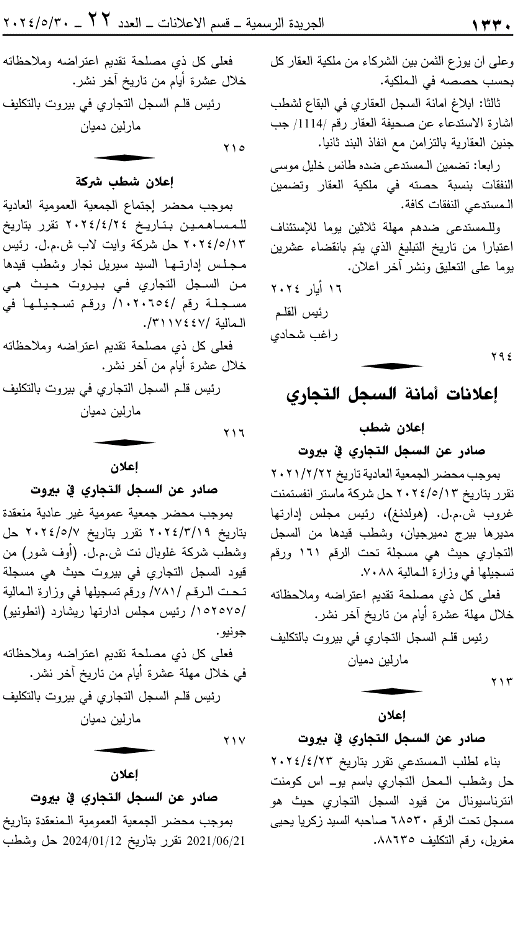 ١٣٣٠
الجريدة الرسمية ـ قسم الاعلانات ـ العدد ٢٢ ـ ٢٠٢٤/٥/٣٠
وعلى ان يوزع الثمن بين الشركاء من ملكية العقار كل
بحسب حصصه في الملكية.
ثالثا: ابلاغ امانة السجل العقاري في البقاع لشطب
اشارة الاستدعاء عن صحيفة العقار رقم /1114/ جب
جنين العقارية بالتزامن مع انفاذ البند ثانيا.
رابعا: تضمين المستدعى ضده طانس خليل موسى
النفقات بنسبة حصته في ملكية العقار وتضمين
المستدعي النفقات كافة.
وللمستدعى ضدهم مهلة ثلاثين يوما للإستئناف
اعتبارا من تاريخ التبليغ الذي يتم بانقضاء عشرين
يوما على التعليق ونشر آخر اعلان.
١٦ أيار ٢٠٢٤
رئيس القلم
راغب شحادي
٢٩٤
إعلانات أمانة السجل التجاري
إعلان شطب
صادر عن السجل التجاري في بيروت
بموجب محضر الجمعية العادية تاريخ ٢٠٢١/٢/٢٢
تقرر بتاريخ ٢٠٢٤/٥/١٣ حل شركة ماستر انفستمنت
غروب ش.م.ل. (هولدنغ)، رئيس مجلس إدارتها
مديرها بيرج دميرجيان، وشطب قيدها من السجل
التجاري حيث هي مسجلة تحت الرقم ١٦١ ورقم
تسجيلها في وزارة المالية ٧٠٨٨.
فعلى كل ذي مصلحة تقديم اعتراضه وملاحظاته
خلال مهلة عشرة أيام من تاريخ آخر نشر.
رئيس قلم السجل التجاري في بيروت بالتكليف
مارلين دميان
٢١٣
إعلان
صادر عن السجل التجاري في بيروت
بناء لطلب المستدعي تقرر بتاريخ ٢٠٢٤/٤/٢٣
حل وشطب المحل التجاري باسم يوـ اس كومنت
انترناسيونال من قيود السجل التجاري حيث هو
مسجل تحت الرقم ٦٨٥٣٠ صاحبه السيد زكريا يحيى
مغربل، رقم التكليف ٨٨٦٣٥.
فعلى كل ذي مصلحة تقديم اعتراضه وملاحظاته
خلال عشرة أيام من تاريخ آخر نشر.
رئيس قلم السجل التجاري في بيروت بالتكليف
مارلين دميان
٢١٥
إعلان شطب شركة
بموجب محضر إجتماع الجمعية العمومية العادية
للمساهمين بتاريخ ٢٠٢٤/٤/٢٤ تقرر بتاريخ
٢٠٢٤/٥/١٣ حل شركة وايت لاب ش.م.ل. رئيس
مجلس إدارتها السيد سيريل نجار وشطب قيدها
من السجل التجاري في بيروت حيث هي
مسجلة رقم /١٠٢٠٦٥٤/ ورقم تسجيلها في
المالية /٣١١٧٤٤٧/.
فعلى كل ذي مصلحة تقديم اعتراضه وملاحظاته
خلال عشرة أيام من آخر نشر.
رئيس قلم السجل التجاري في بيروت بالتكليف
مارلين دميان
٢١٦
إعلان
صادر عن السجل التجاري في بيروت
بموجب محضر جمعية عمومية غير عادية منعقدة
بتاريخ ٢٠٢٤/٣/١٩ تقرر بتاريخ ٢٠٢٤/٥/٧ حل
وشطب شركة غلوبال نت ش.م.ل. (أوف شور) من
قيود السجل التجاري في بيروت حيث هي مسجلة
تحت الرقم /٧٨١/ ورقم تسجيلها في وزارة المالية
/١٥٢٥٧٥/ رئيس مجلس ادارتها ريشارد (انطونيو)
جونيو.
فعلى كل ذي مصلحة تقديم اعتراضه وملاحظاته
في خلال مهلة عشرة أيام من تاريخ آخر نشر.
رئيس قلم السجل التجاري في بيروت بالتكليف
مارلين دميان
٢١٧
إعلان
صادر عن السجل التجاري في بيروت
بموجب محضر الجمعية العمومية المنعقدة بتاريخ
2021/06/21 تقرر بتاريخ 2024/01/12 حل وشطب